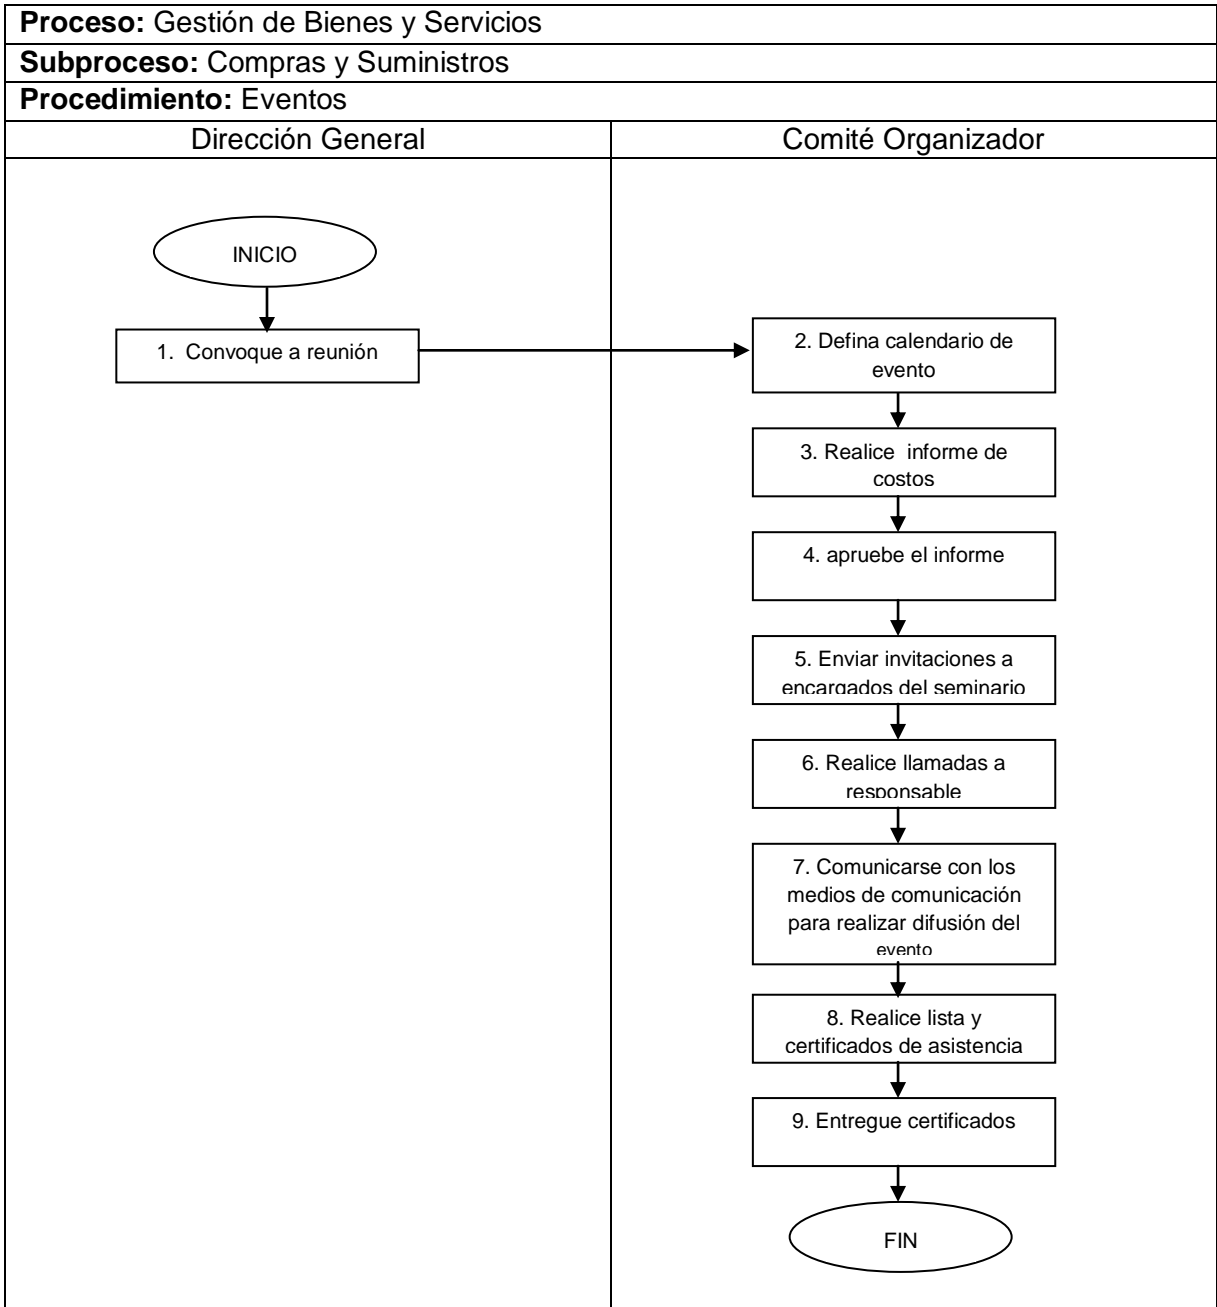 Proceso: Gestión de Bienes y Servicios
Subproceso: Compras y Suministros
Procedimiento: Eventos
Dirección General
Comité Organizador
INICIO
1. Convoque a reunión
2. Defina calendario de
evento
3. Realice informe de
costos
4. apruebe el informe
5. Enviar invitaciones a
encargados del seminario
6. Realice llamadas a
responsable
7. Comunicarse con los
medios de comunicación
para realizar difusión del
evento
8. Realice lista y
certificados de asistencia
9. Entregue certificados
FIN